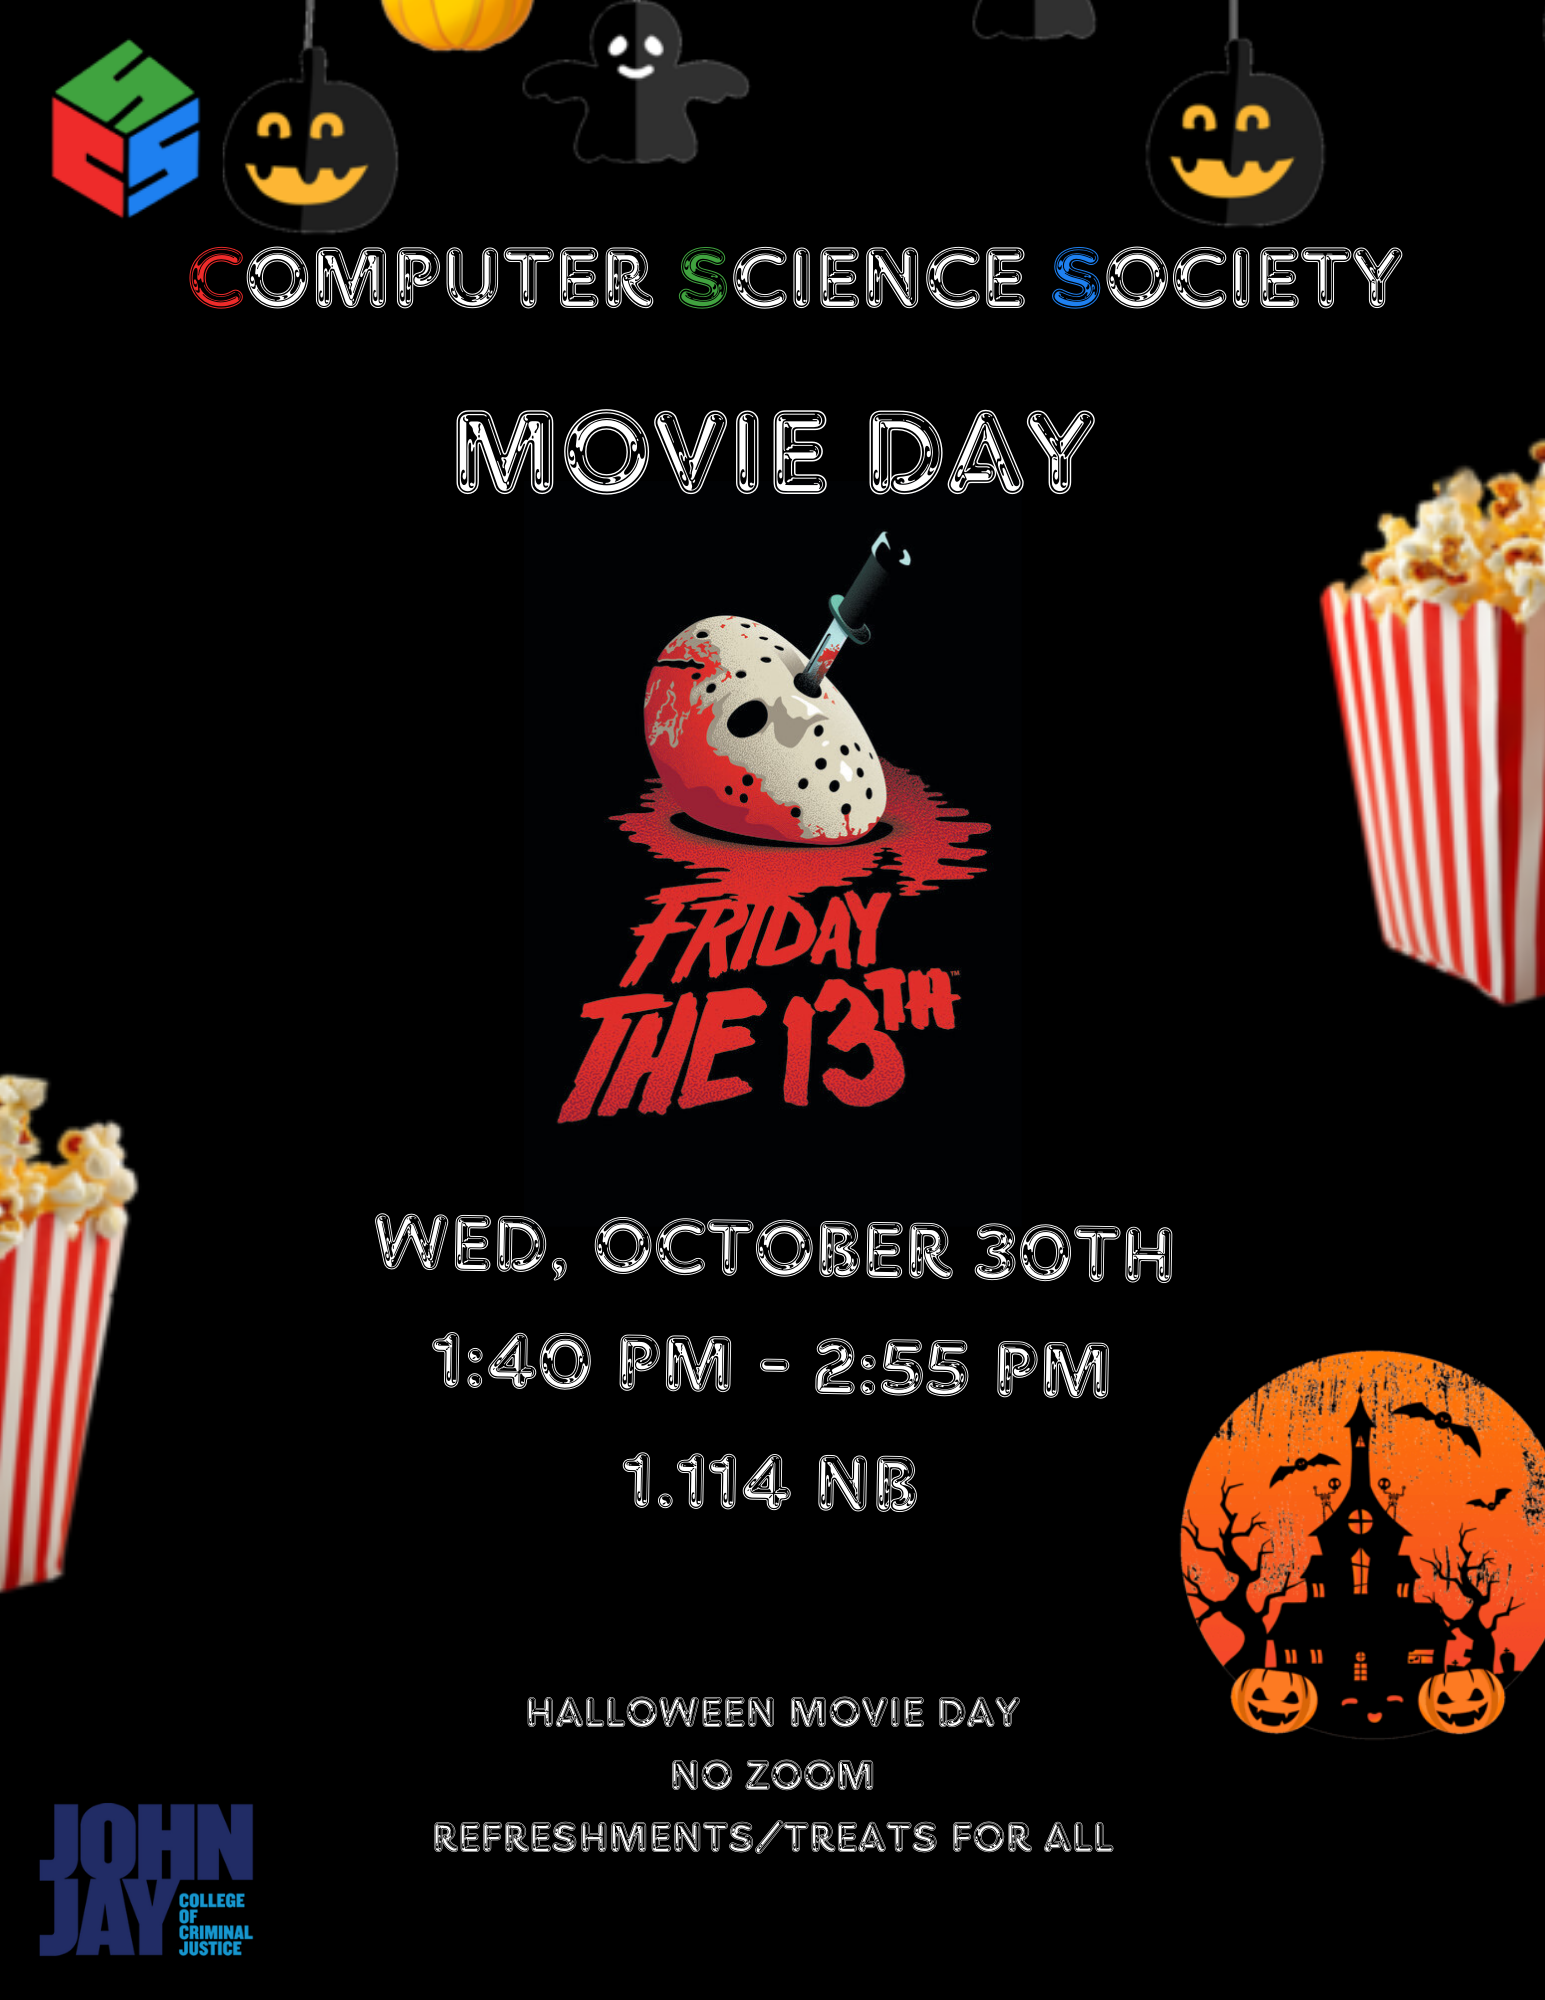 COMPUTER SCIENCE SOCIETY
MOVIE DAY
FRIDAY
THE 13TH™
WED, OCTOBER 30TH
1:40 PM - 2:55 PM
1.114 NB
HALLOWEEN MOVIE DAY
NO ZOOM
REFRESHMENTS/TREATS FOR ALL
JOHN
JAY
COLLEGE
OF
CRIMINAL
JUSTICE